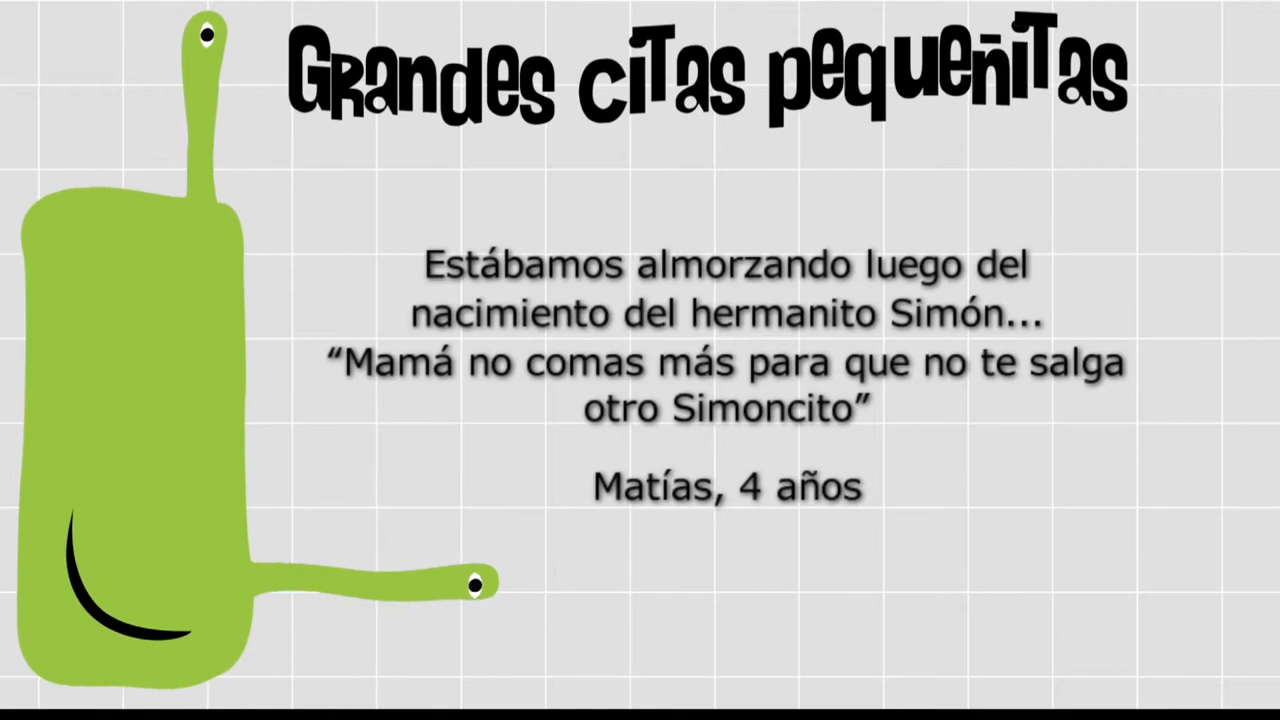 Grandes citas pequeñitas
Estábamos almorzando luego del
nacimiento del hermanito Simón...
“Mamá no comas más para que no te salga
otro Simoncito”
Matías, 4 años